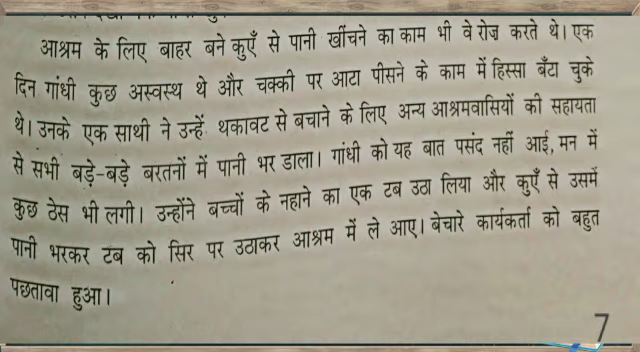 आश्रम के लिए बाहर बने कुएँ से पानी खींचने का काम भी वे रोज़ करते थे। एक
दिन गांधी कुछ अस्वस्थ थे और चक्की पर आटा पीसने के काम में हिस्सा बँटा चुके
थे। उनके एक साथी ने उन्हें थकावट से बचाने के लिए अन्य आश्रमवासियों की सहायता
से सभी बड़े-बड़े बरतनों में पानी भर डाला। गांधी को यह बात पसंद नहीं आई, मन में
कुछ ठेस भी लगी। उन्होंने बच्चों के नहाने का एक टब उठा लिया और कुएँ से उसमें
पानी भरकर टब को सिर पर उठाकर आश्रम में ले आए। बेचारे कार्यकर्ता को बहुत
पछतावा हुआ।
7